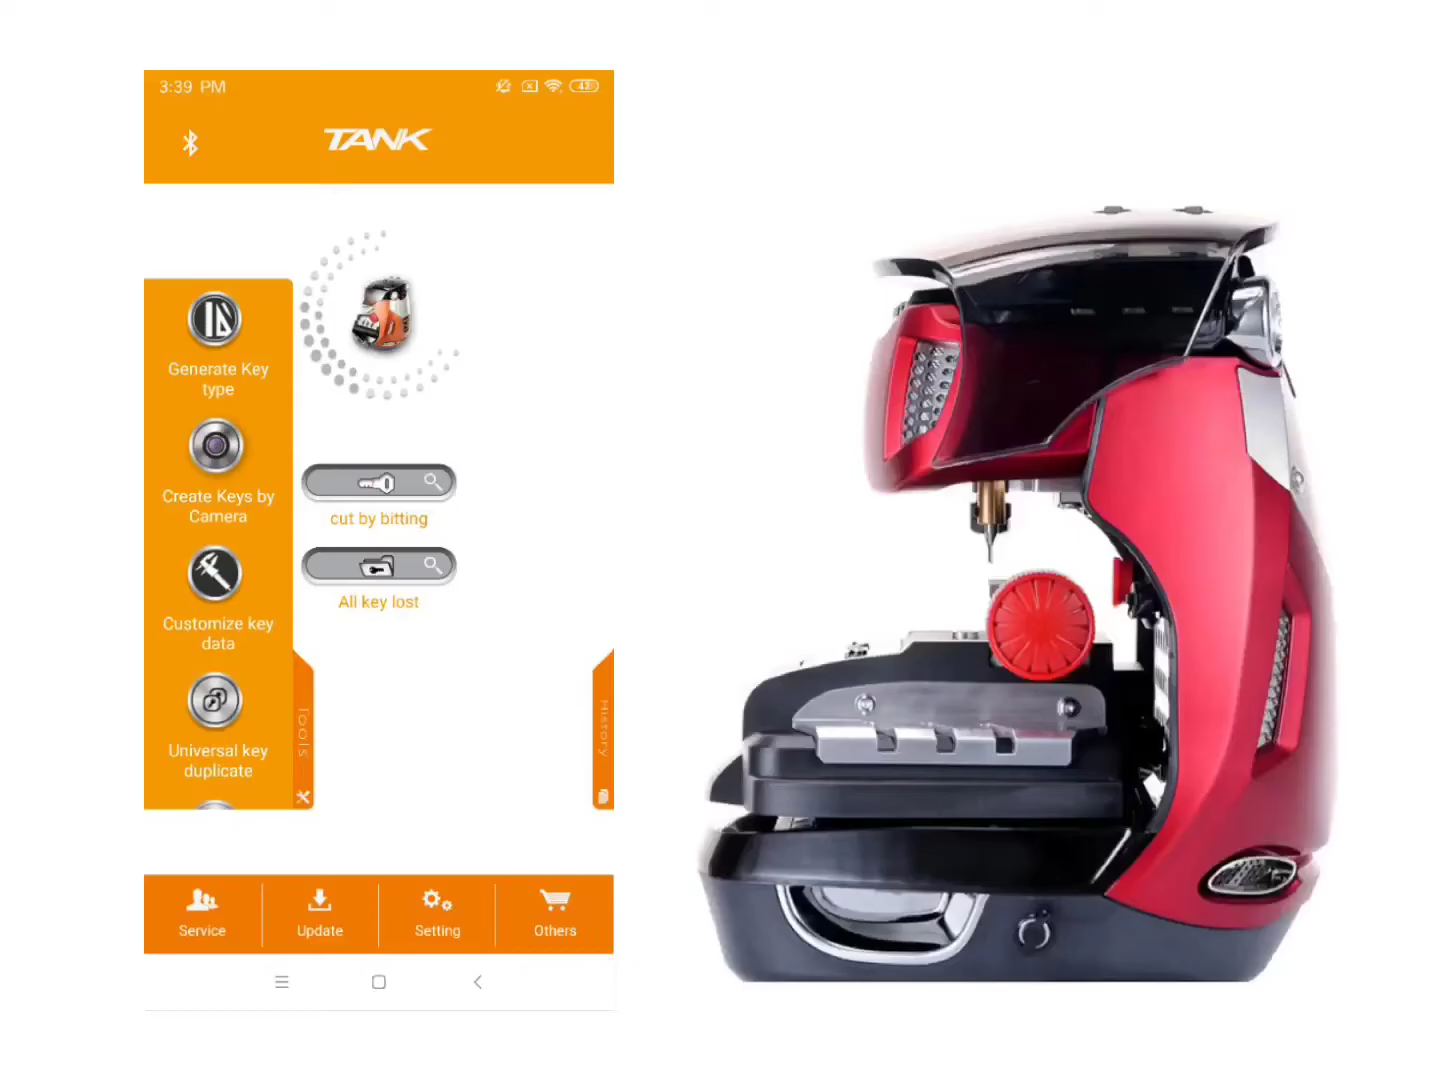 3:39 PM
43
TANK
Generate Key
type
Create Keys by
Camera
Customize key
data
Universal key
duplicate
cut by bitting
All key lost
Tools
History
Service
Update
Setting
Others